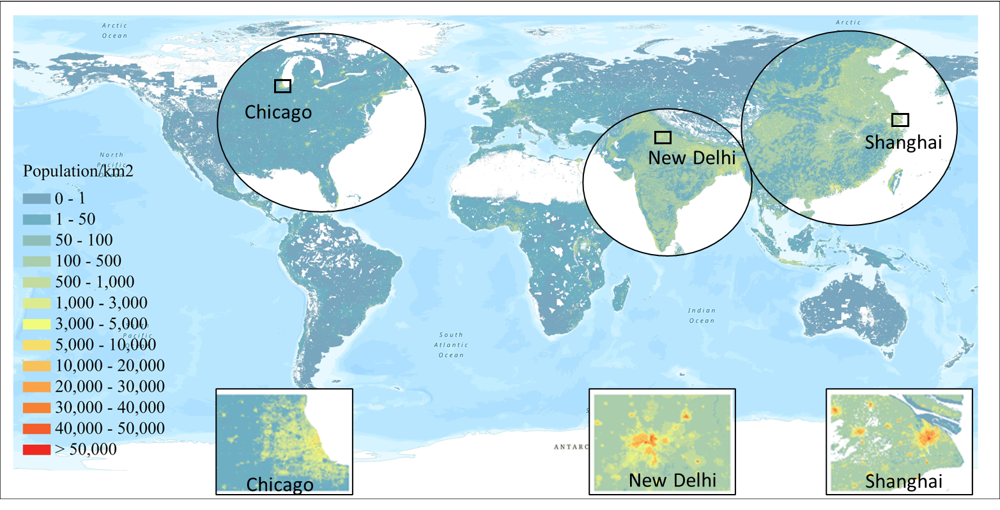 Arctic
Ocean
Arctic
Chicago
Shanghai
New Delhi
North
Pacific
Population/km2
0 - 1
1 - 50
50 - 100
100 - 500
500 - 1,000
1,000 - 3,000
3,000 - 5,000
5,000 - 10,000
10,000 - 20,000
20,000 - 30,000
30,000 - 40,000
40,000 - 50,000
> 50,000
Pacific
South
Atlantic
Ocean
Indian
Ocean
ANTARC
Chicago
New Delhi
Shanghai